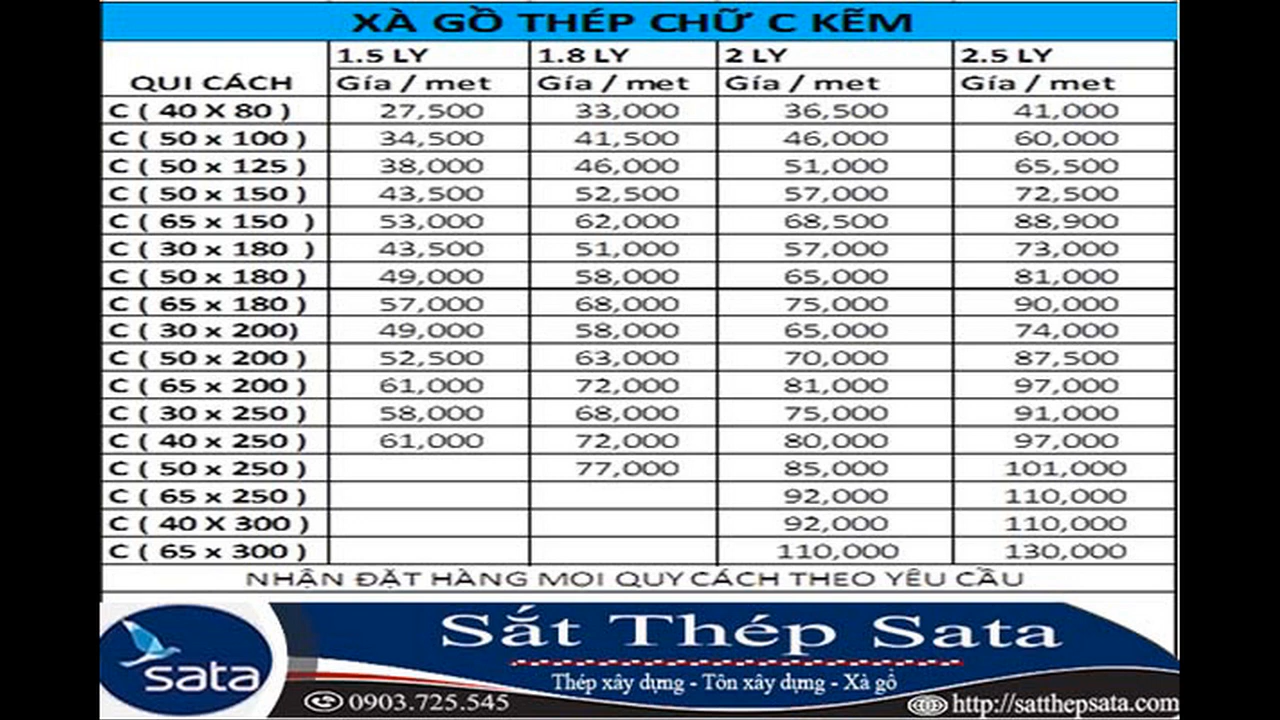 XÀ GỒ THÉP CHỮ C KẼM
1.5 LY 1.8 LY 2 LY 2.5 LY
QUI CÁCH Gía / met Gía / met Gía / met Gía / met
C ( 40 X 80 ) 27,500 33,000 36,500 41,000
C ( 50 x 100 ) 34,500 41,500 46,000 60,000
C ( 50 x 125 ) 38,000 46,000 51,000 65,500
C ( 50 x 150 ) 43,500 52,500 57,000 72,500
C ( 65 x 150 ) 53,000 62,000 68,500 88,900
C ( 30 x 180 ) 43,500 51,000 57,000 73,000
C ( 50 x 180 ) 49,000 58,000 65,000 81,000
C ( 65 x 180 ) 57,000 68,000 75,000 90,000
C ( 30 x 200) 49,000 58,000 65,000 74,000
C ( 50 x 200 ) 52,500 63,000 70,000 87,500
C ( 65 x 200 ) 61,000 72,000 81,000 97,000
C ( 30 x 250 ) 58,000 68,000 75,000 91,000
C ( 40 x 250 ) 61,000 72,000 80,000 97,000
C ( 50 x 250 ) 77,000 85,000 101,000
C ( 65 x 250 ) 92,000 110,000
C ( 40 X 300 ) 92,000 110,000
C ( 65 x 300 ) 110,000 130,000
NHẬN ĐẶT HÀNG MỌI QUY CÁCH THEO YÊU CẦU
Sắt Thép Sata
sata
Thép xây dựng - Tôn xây dựng - Xà gồ
0903.725.545
http://satthepsata.com